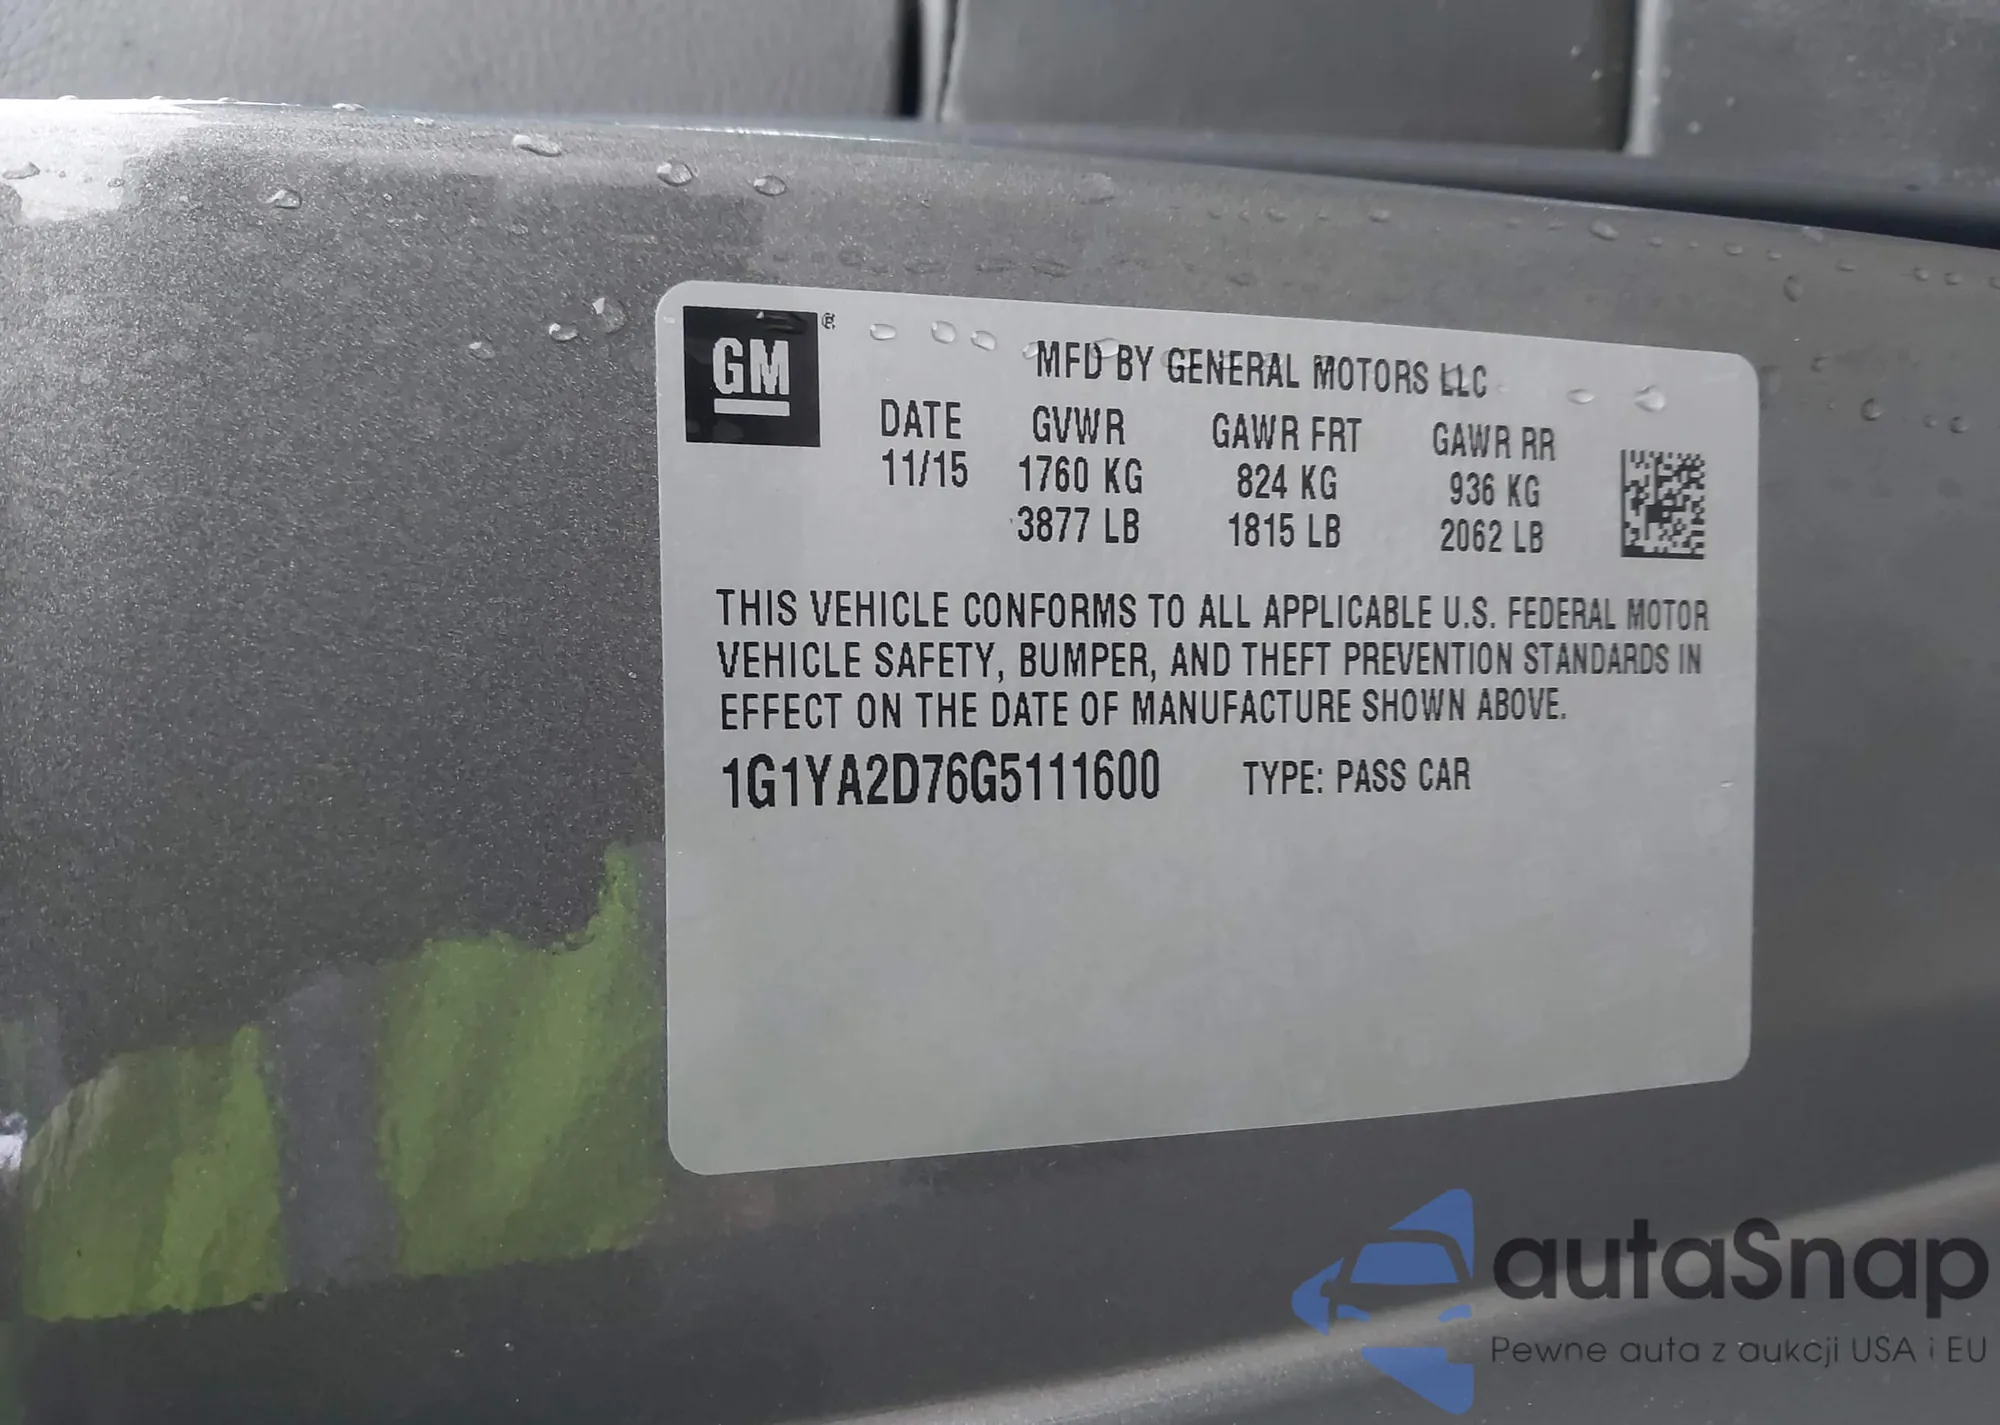 GM ®
MFD BY GENERAL MOTORS LLC
DATE GVWR GAWR FRT GAWR RR
11/15 1760 KG 824 KG 936 KG
3877 LB 1815 LB 2062 LB
THIS VEHICLE CONFORMS TO ALL APPLICABLE U.S. FEDERAL MOTOR
VEHICLE SAFETY, BUMPER, AND THEFT PREVENTION STANDARDS IN
EFFECT ON THE DATE OF MANUFACTURE SHOWN ABOVE.
1G1YA2D76G5111600 TYPE: PASS CAR
autaSnap
Pewne auta z aukcji USA i EU